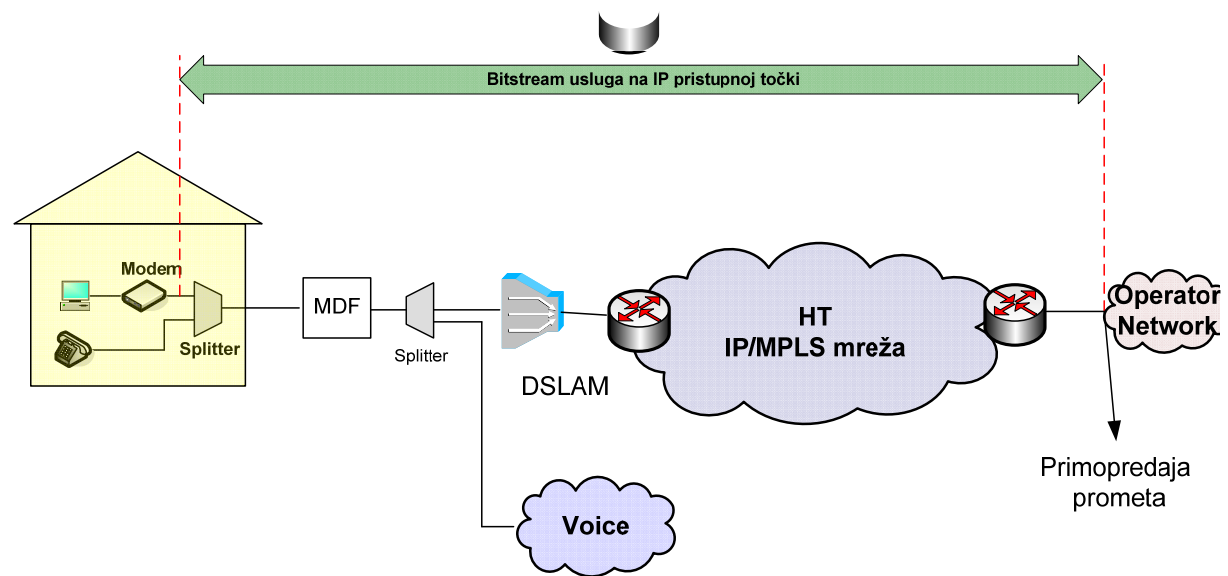 Bitstream usluga na IP pristupnoj točki
Modem
Splitter
MDF
Splitter
DSLAM
HT
IP/MPLS mreža
Operator
Network
Primopredaja
prometa
Voice